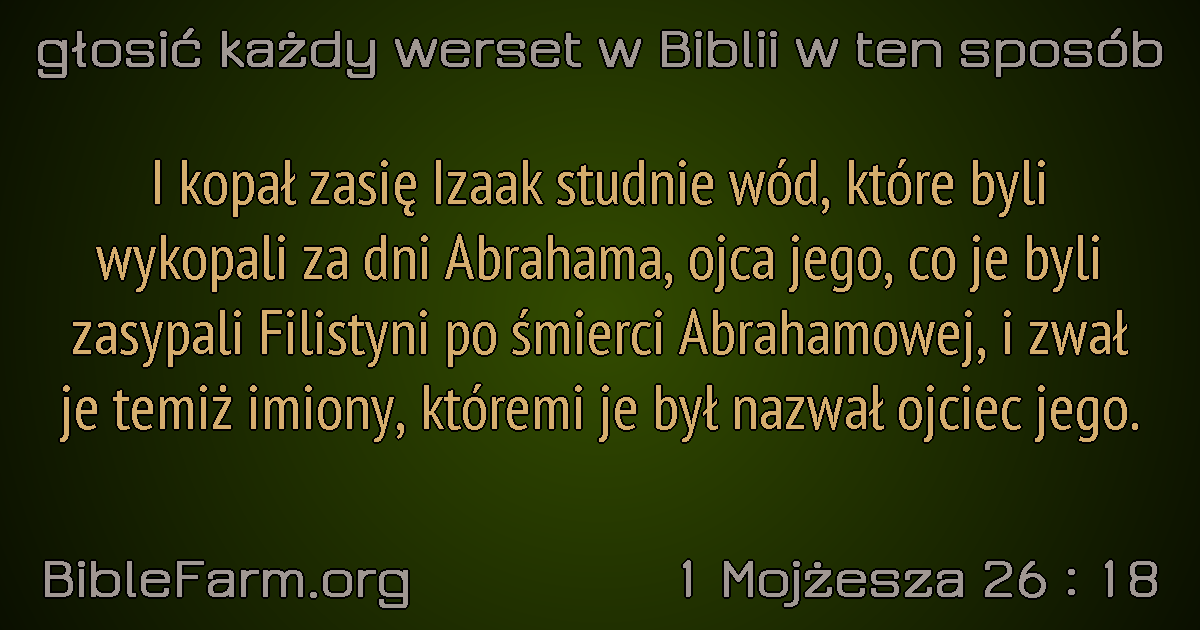 głosić każdy werset w Biblii w ten sposób
I kopał zasię Izaak studnie wód, które byli
wykopali za dni Abrahama, ojca jego, co je byli
zasypali Filistyni po śmierci Abrahamowej, i zwał
je temiż imiony, któremi je był nazwał ojciec jego.
BibleFarm.org
1 Mojżesza 26 : 18